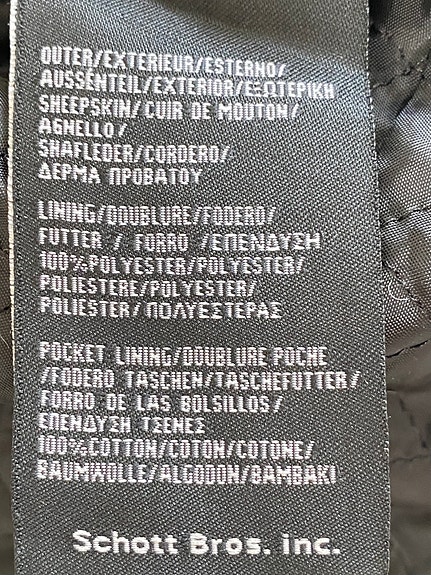 OUTER/EXTERIEUR/ESTERNO/
AUSSENTEIL/EXTERIOR/ΕΞΩΤΕΡΙΚΗ
SHEEPSKIN/CUIR DE MOUTON/
AGNELLO/
SHAFLEDER/CORDERO/
ΔΕΡΜΑ ΠΡΟΒΑΤΟΥ
LINING/DOUBLURE/FODERO/
FUTTER / FORRO /ΕΠΕΝΔΥΣΗ
100%POLYESTER/POLYESTER/
POLIESTERE/POLYESTER/
POLIESTER/ΠΟΛΥΕΣΤΕΡΑΣ
POCKET LINING/DOUBLURE POCHE
/FODERO TASCHEN/TASCHEFUTTER/
FORRO DE LAS BOLSILLOS/
ΕΠΕΝΔΥΣΗ ΤΣΕΠΕΣ
100%COTTON/COTON/COTONE/
BAUMWOLLE/ALGODON/BAMBAKI
Schott Bros. inc.